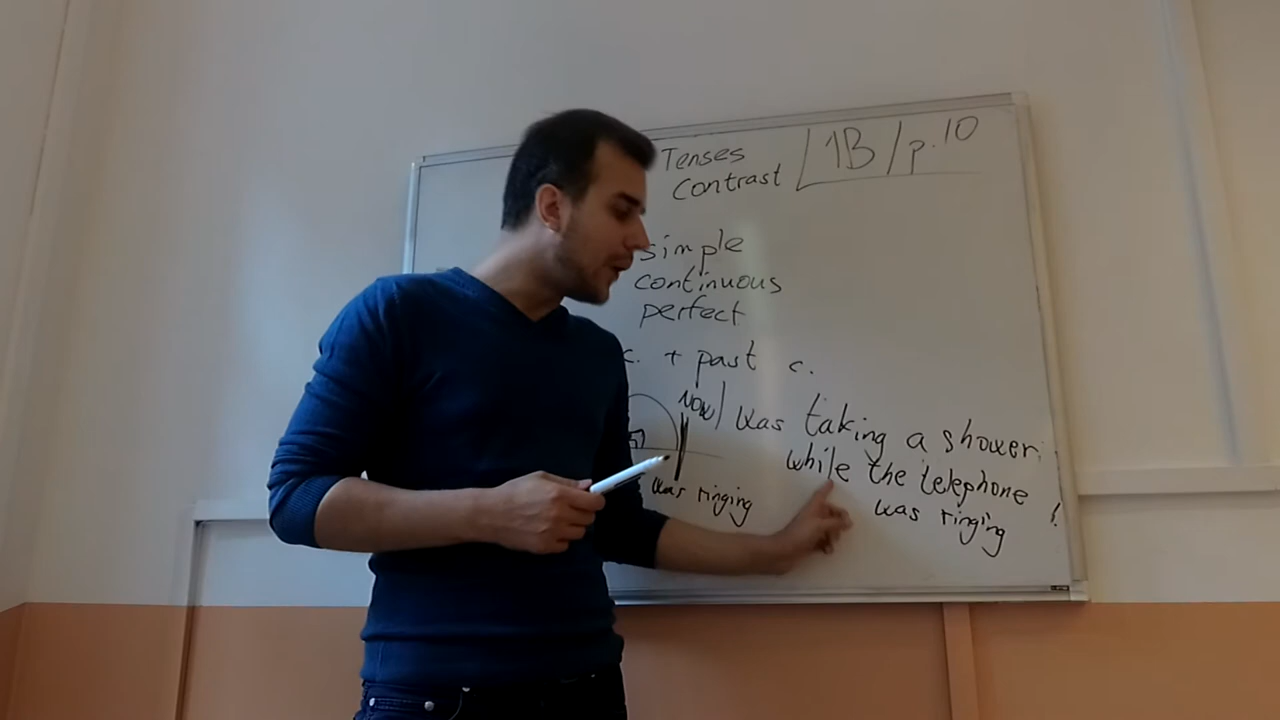 Tenses
Contrast
1B / p.10
simple
continuous
perfect
c. + past c.
NOW
I was taking a shower
while the telephone
was ringing !
was ringing